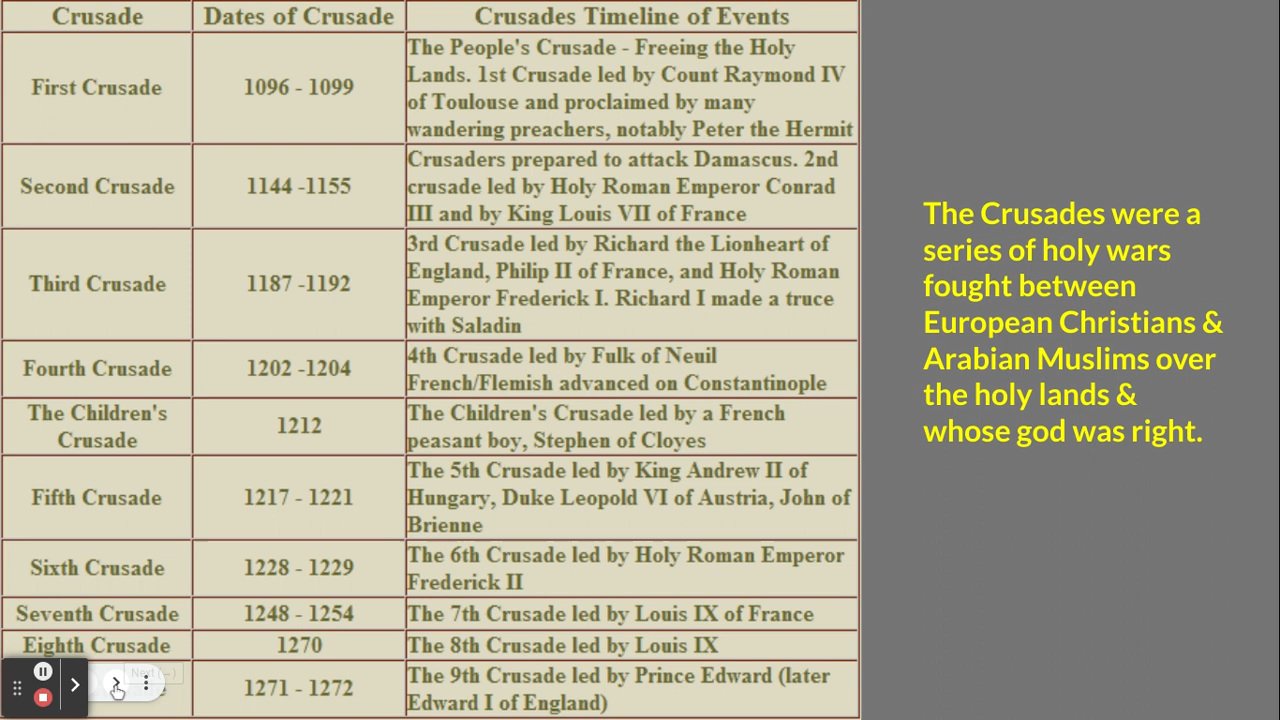 Crusade Dates of Crusade Crusades Timeline of Events
First Crusade 1096 - 1099
The People's Crusade - Freeing the Holy
Lands. 1st Crusade led by Count Raymond IV
of Toulouse and proclaimed by many
wandering preachers, notably Peter the Hermit
Second Crusade 1144 -1155
Crusaders prepared to attack Damascus. 2nd
crusade led by Holy Roman Emperor Conrad
III and by King Louis VII of France
Third Crusade 1187 -1192
3rd Crusade led by Richard the Lionheart of
England, Philip II of France, and Holy Roman
Emperor Frederick I. Richard I made a truce
with Saladin
Fourth Crusade 1202 -1204
4th Crusade led by Fulk of Neuil
French/Flemish advanced on Constantinople
The Children's
Crusade
1212
The Children's Crusade led by a French
peasant boy, Stephen of Cloyes
Fifth Crusade 1217 - 1221
The 5th Crusade led by King Andrew II of
Hungary, Duke Leopold VI of Austria, John of
Brienne
Sixth Crusade 1228 - 1229
The 6th Crusade led by Holy Roman Emperor
Frederick II
Seventh Crusade 1248 - 1254 The 7th Crusade led by Louis IX of France
Eighth Crusade 1270 The 8th Crusade led by Louis IX
1271 - 1272
The 9th Crusade led by Prince Edward (later
Edward I of England)
Next (→)
The Crusades were a
series of holy wars
fought between
European Christians &
Arabian Muslims over
the holy lands &
whose god was right.